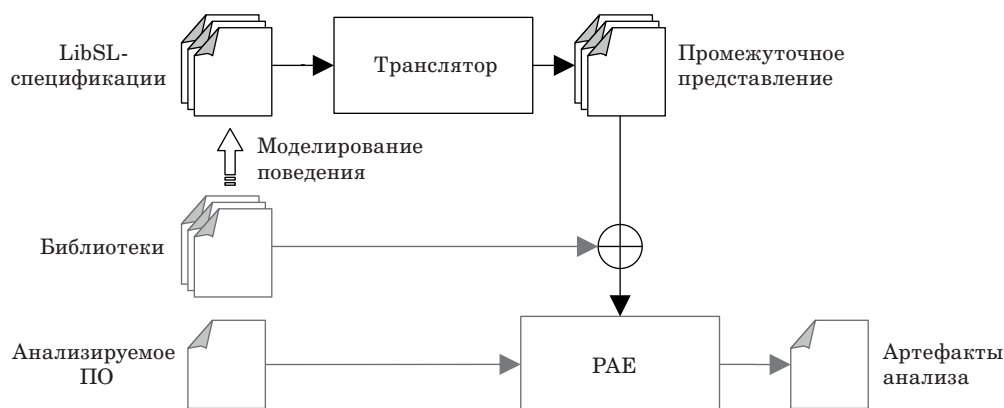 LibSL-
спецификации
Транслятор
Промежуточное
представление
Моделирование
поведения
Библиотеки
Анализируемое
ПО
PAE
Артефакты
анализа